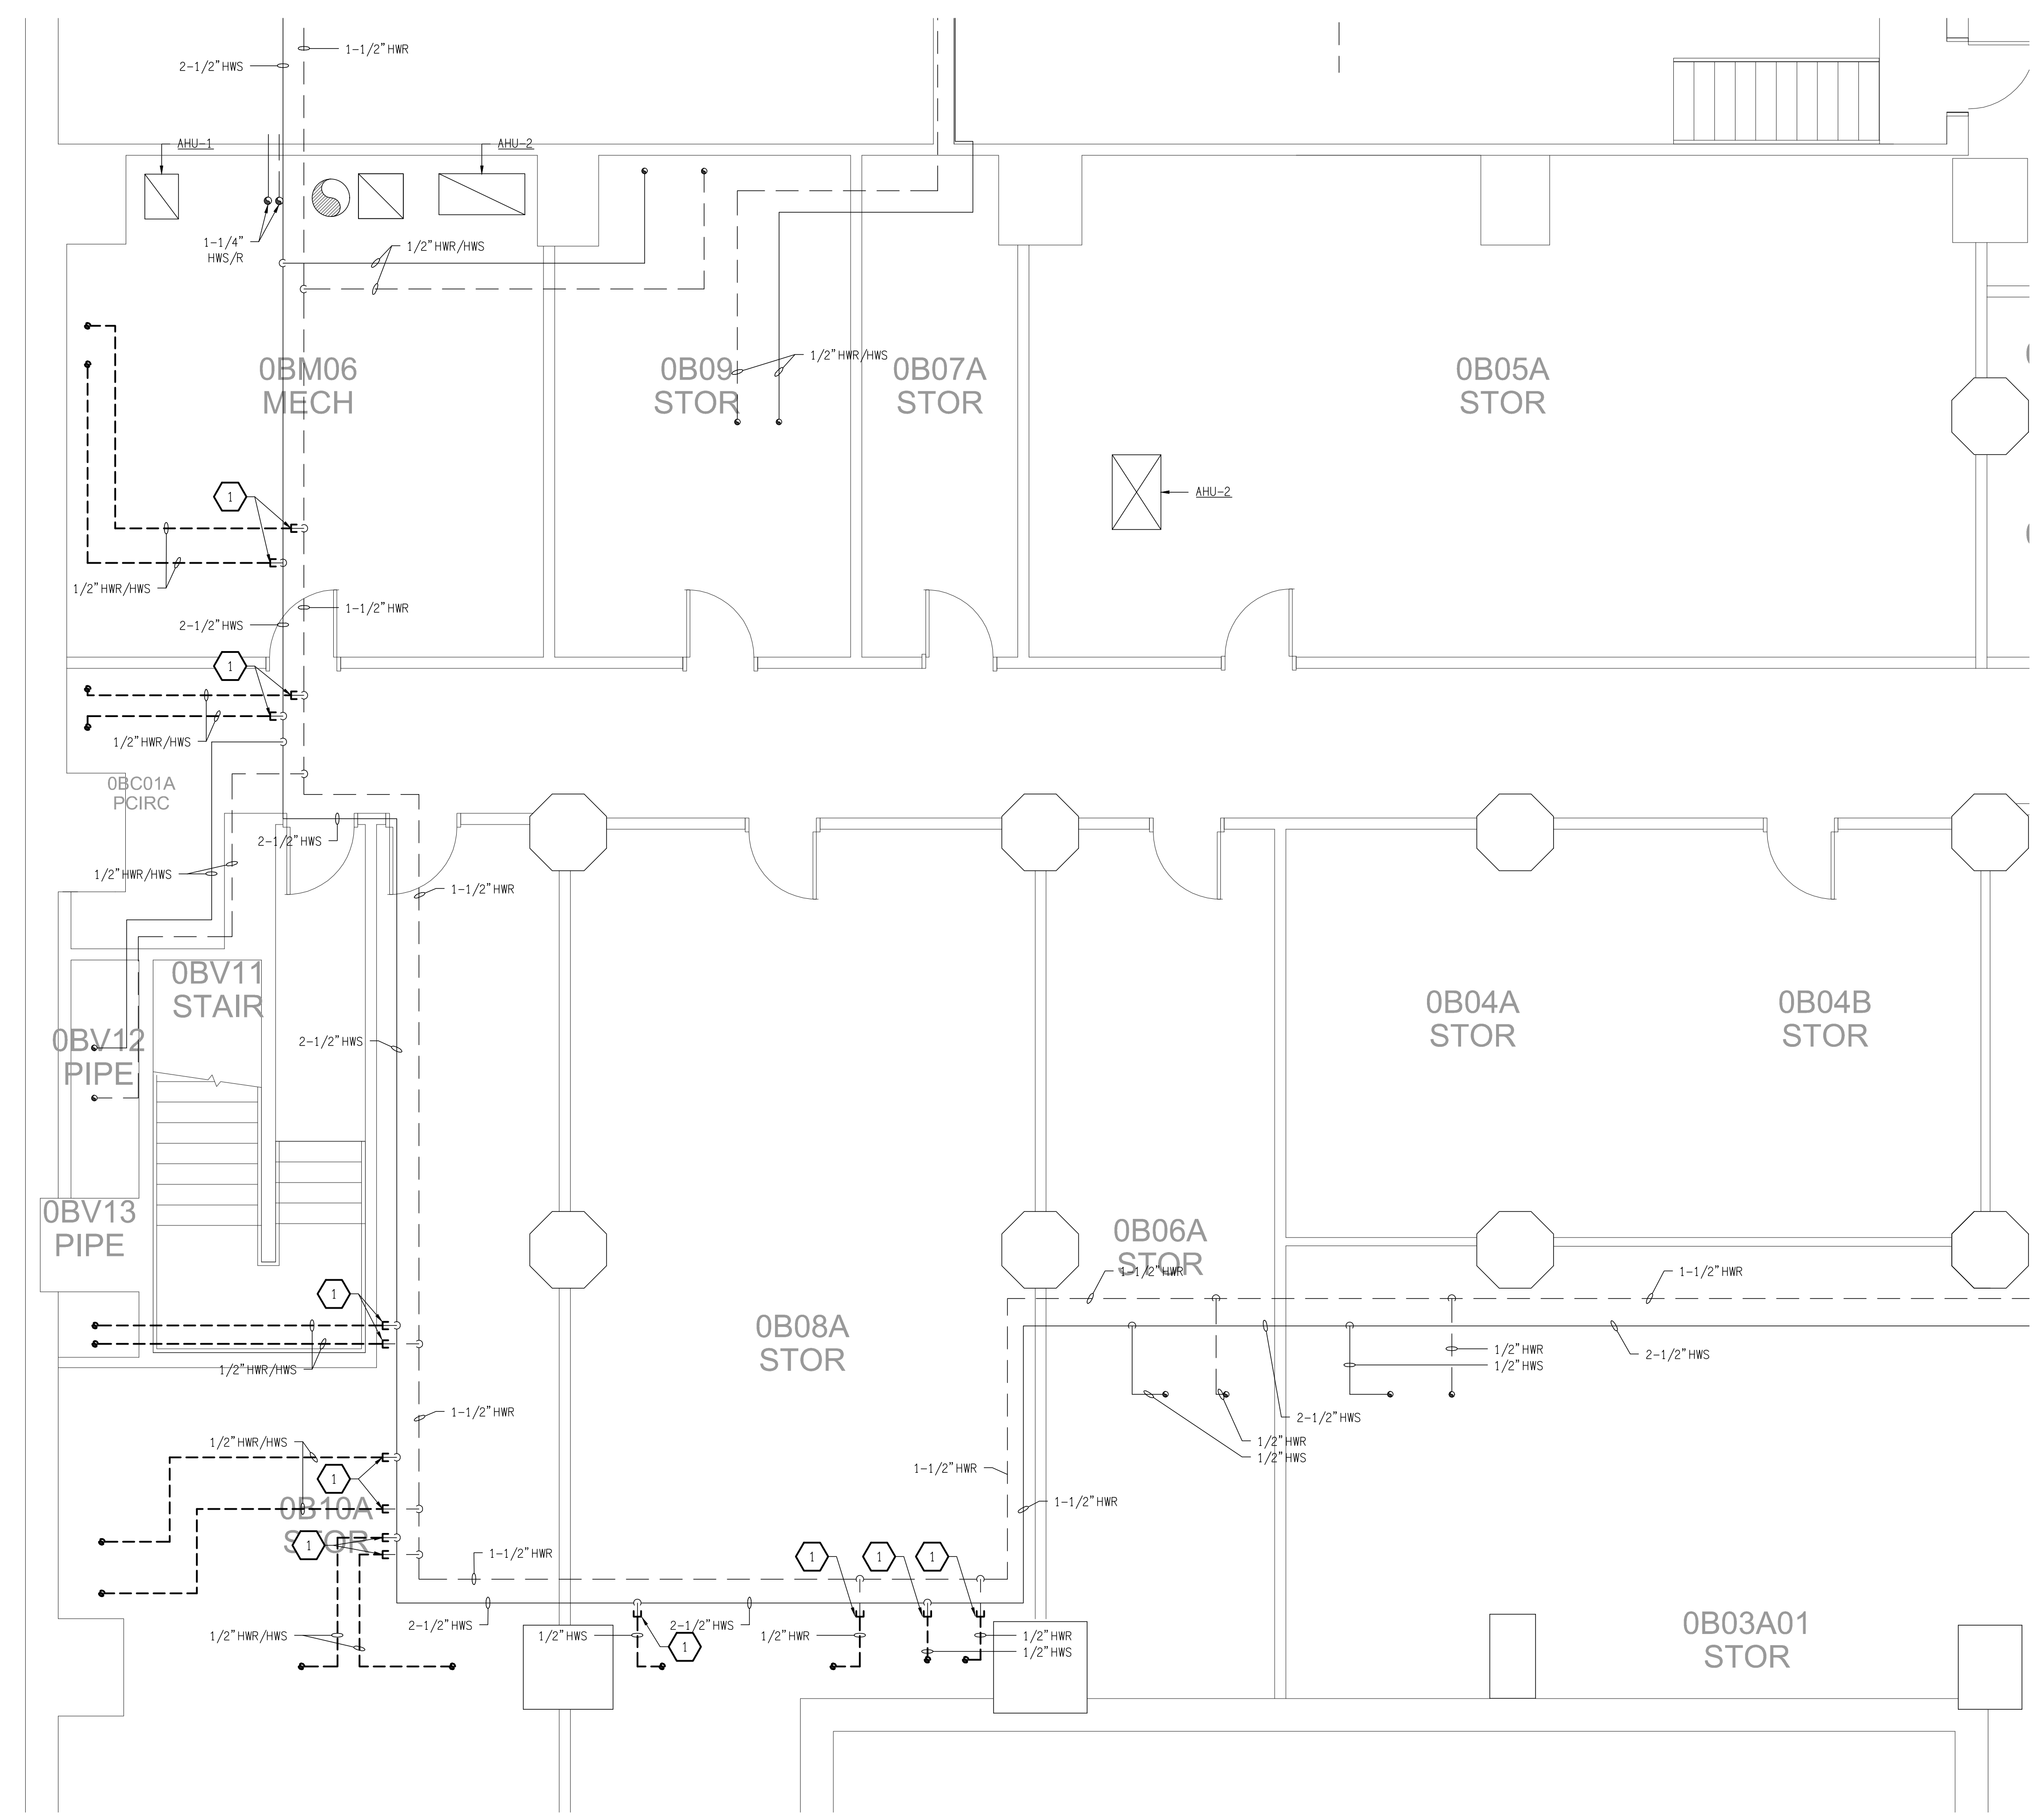 1-1/2" HWR
2-1/2" HWS
AHU-1
AHU-2
1-1/4"
HWS/R
1/2" HWR/HWS
1/2" HWR/HWS
0BM06
MECH
0B09
STOR
0B07A
STOR
0B05A
STOR
1
AHU-2
1/2" HWR/HWS
1-1/2" HWR
2-1/2" HWS
1
1/2" HWR/HWS
0BC01A
PCIRC
2-1/2" HWS
1/2" HWR/HWS
1-1/2" HWR
0BV11
STAIR
0B04A
STOR
0B04B
STOR
2-1/2" HWS
0BV12
PIPE
0BV13
PIPE
0B06A
STOR
1-1/2" HWR
1-1/2" HWR
1
0B08A
STOR
1/2" HWR
1/2" HWS
2-1/2" HWS
1/2" HWR/HWS
1-1/2" HWR
2-1/2" HWS
1/2" HWR
1/2" HWS
1/2" HWR/HWS
1
1-1/2" HWR
1-1/2" HWR
0B10A
STOR
1
1-1/2" HWR
1
1
1
2-1/2" HWS
2-1/2" HWS
1/2" HWR/HWS
1/2" HWS
1
1/2" HWR
1/2" HWR
1/2" HWS
0B03A01
STOR